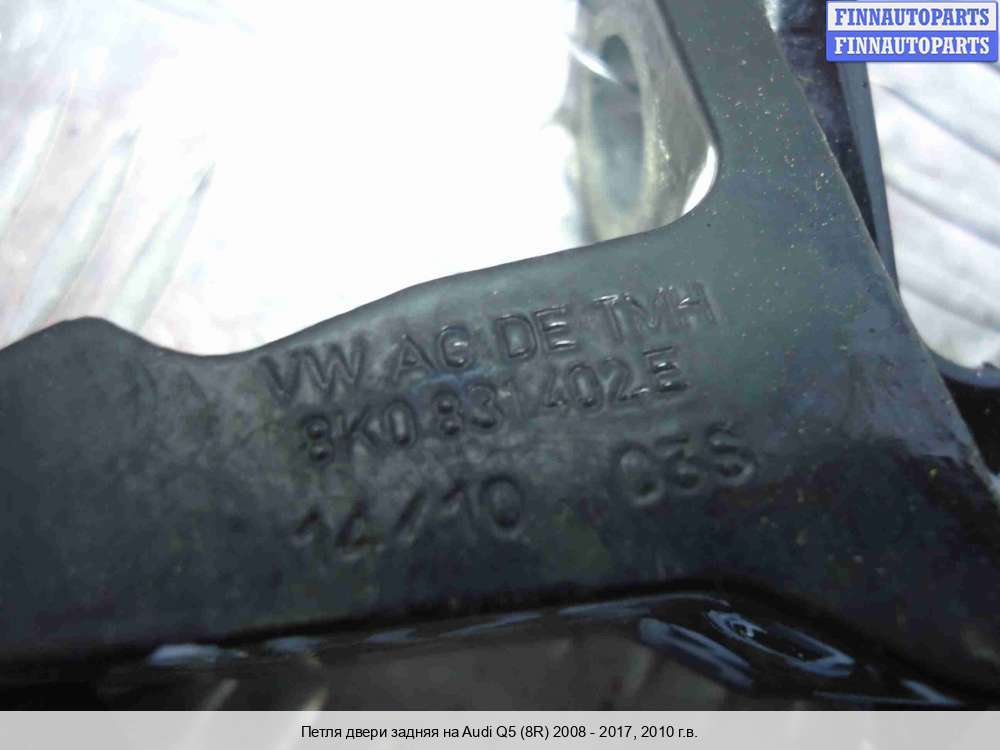 FINNAUTOPARTS
FINNAUTOPARTS
VW AG DE TMH
8K0 831 402 E
14/10 C3S
Петля двери задняя на Audi Q5 (8R) 2008 - 2017, 2010 г.в.